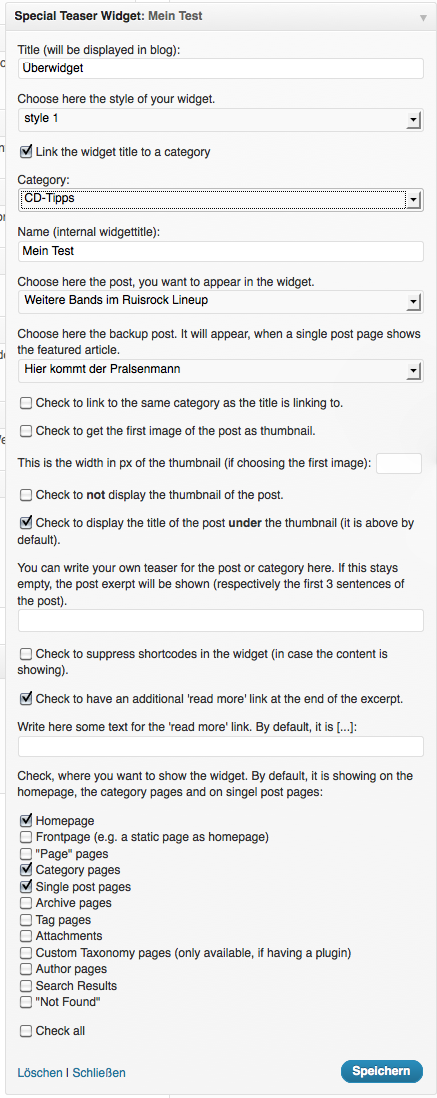 Special Teaser Widget: Mein Test
Title (will be displayed in blog):
Überwidget
Choose here the style of your widget.
style 1
Link the widget title to a category
Category:
CD-Tipps
Name (internal widgettitle):
Mein Test
Choose here the post, you want to appear in the widget.
Weitere Bands im Ruisrock Lineup
Choose here the backup post. It will appear, when a single post page shows
the featured article.
Hier kommt der Pralsenmann
Check to link to the same category as the title is linking to.
Check to get the first image of the post as thumbnail.
This is the width in px of the thumbnail (if choosing the first image):
Check to not display the thumbnail of the post.
Check to display the title of the post under the thumbnail (it is above by
default).
You can write your own teaser for the post or category here. If this stays
empty, the post exerpt will be shown (respectively the first 3 sentences of
the post).
Check to suppress shortcodes in the widget (in case the content is
showing).
Check to have an additional 'read more' link at the end of the excerpt.
Write here some text for the 'read more' link. By default, it is [...]:
Check, where you want to show the widget. By default, it is showing on the
homepage, the category pages and on singel post pages:
Homepage
Frontpage (e.g. a static page as homepage)
"Page" pages
Category pages
Single post pages
Archive pages
Tag pages
Attachments
Custom Taxonomy pages (only available, if having a plugin)
Author pages
Search Results
"Not Found"
Check all
Löschen | Schließen
Speichern